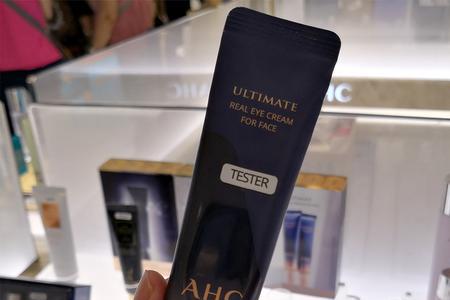 ULTIMATE
REAL EYE CREAM
FOR FACE
TESTER
AHC